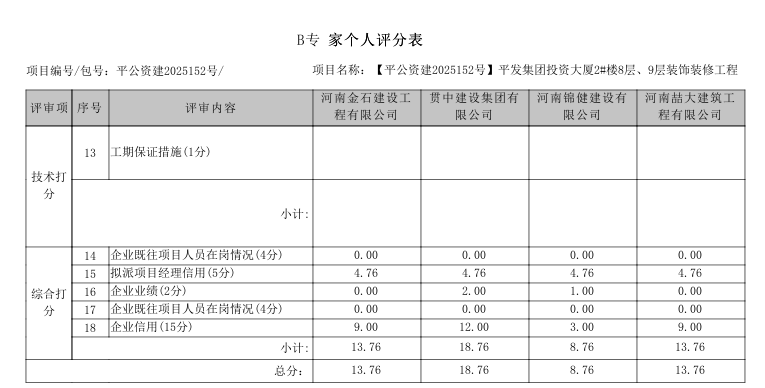 B专 家个人评分表
项目编号/包号: 平公资建2025152号/ 项目名称: 【平公资建2025152号】平发集团投资大厦2#楼8层、9层装饰装修工程
评审项 序号 评审内容 河南金石建设工程有限公司 贯中建设集团有限公司 河南锦健建设有限公司 河南喆大建筑工程有限公司
技术打分 13 工期保证措施(1分)
小计:
综合打分 14 企业既往项目人员在岗情况(4分) 0.00 0.00 0.00 0.00
15 拟派项目经理信用(5分) 4.76 4.76 4.76 4.76
16 企业业绩(2分) 0.00 2.00 1.00 0.00
17 企业既往项目人员在岗情况(4分) 0.00 0.00 0.00 0.00
18 企业信用(15分) 9.00 12.00 3.00 9.00
小计: 13.76 18.76 8.76 13.76
总分: 13.76 18.76 8.76 13.76